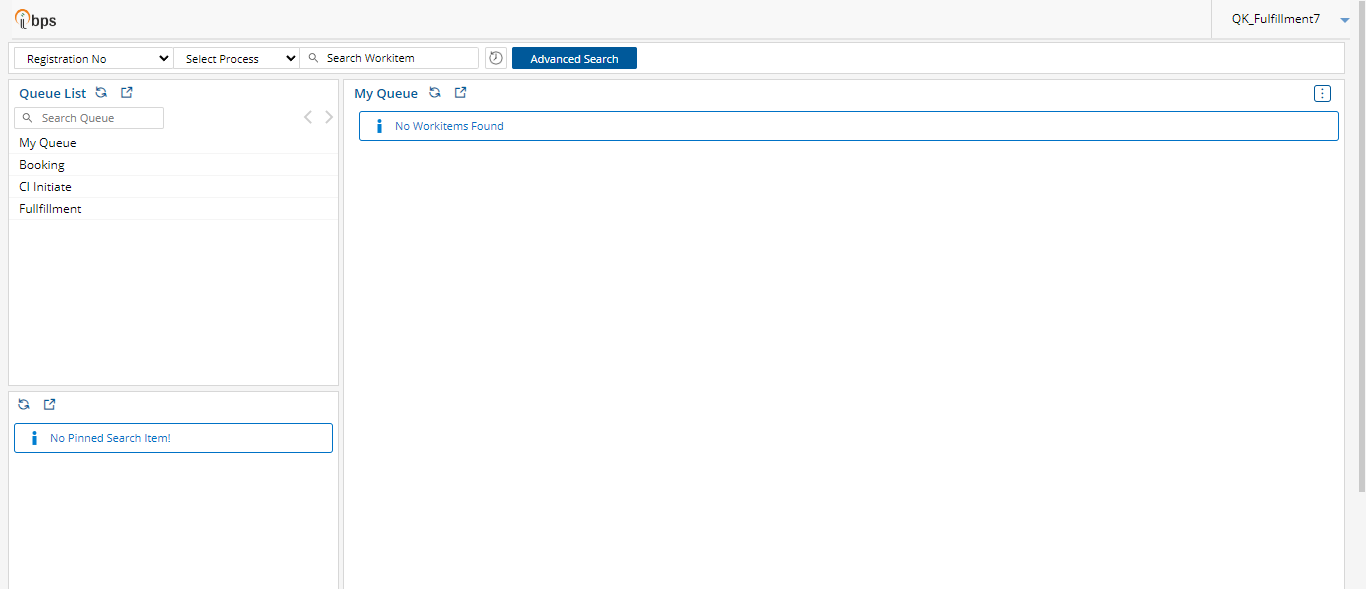 ibps
QK_Fulfillment7
Registration No
Select Process
Search Workitem
Advanced Search
Queue List
Search Queue
My Queue
Booking
CI Initiate
Fullfillment
No Pinned Search Item!
My Queue
No Workitems Found